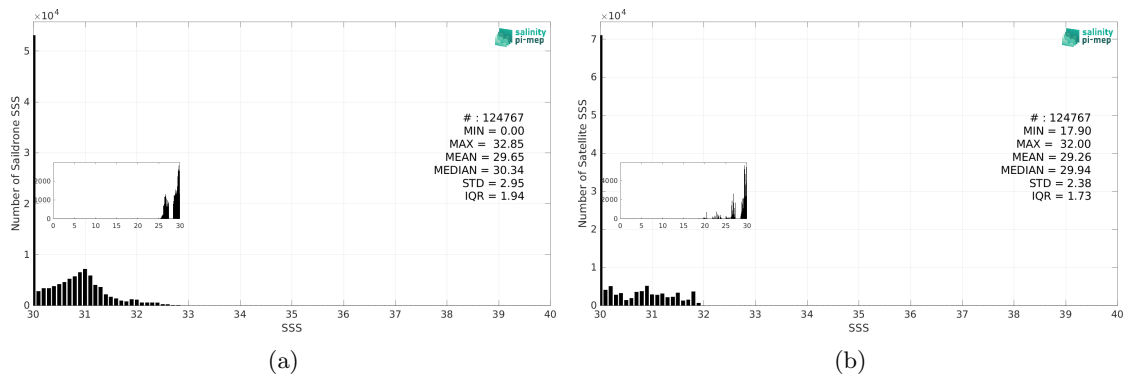 ×10⁴
5
4
3
2
1
0
Number of Saildrone SSS
salinity
pi-mep
# : 124767
MIN = 0.00
MAX = 32.85
MEAN = 29.65
MEDIAN = 30.34
STD = 2.95
IQR = 1.94
2000
1000
0
0 5 10 15 20 25 30
30 31 32 33 34 35 36 37 38 39 40
SSS
(a)
×10⁴
7
6
5
4
3
2
1
0
Number of Satellite SSS
salinity
pi-mep
# : 124767
MIN = 17.90
MAX = 32.00
MEAN = 29.26
MEDIAN = 29.94
STD = 2.38
IQR = 1.73
4000
2000
0
0 5 10 15 20 25 30
30 31 32 33 34 35 36 37 38 39 40
SSS
(b)